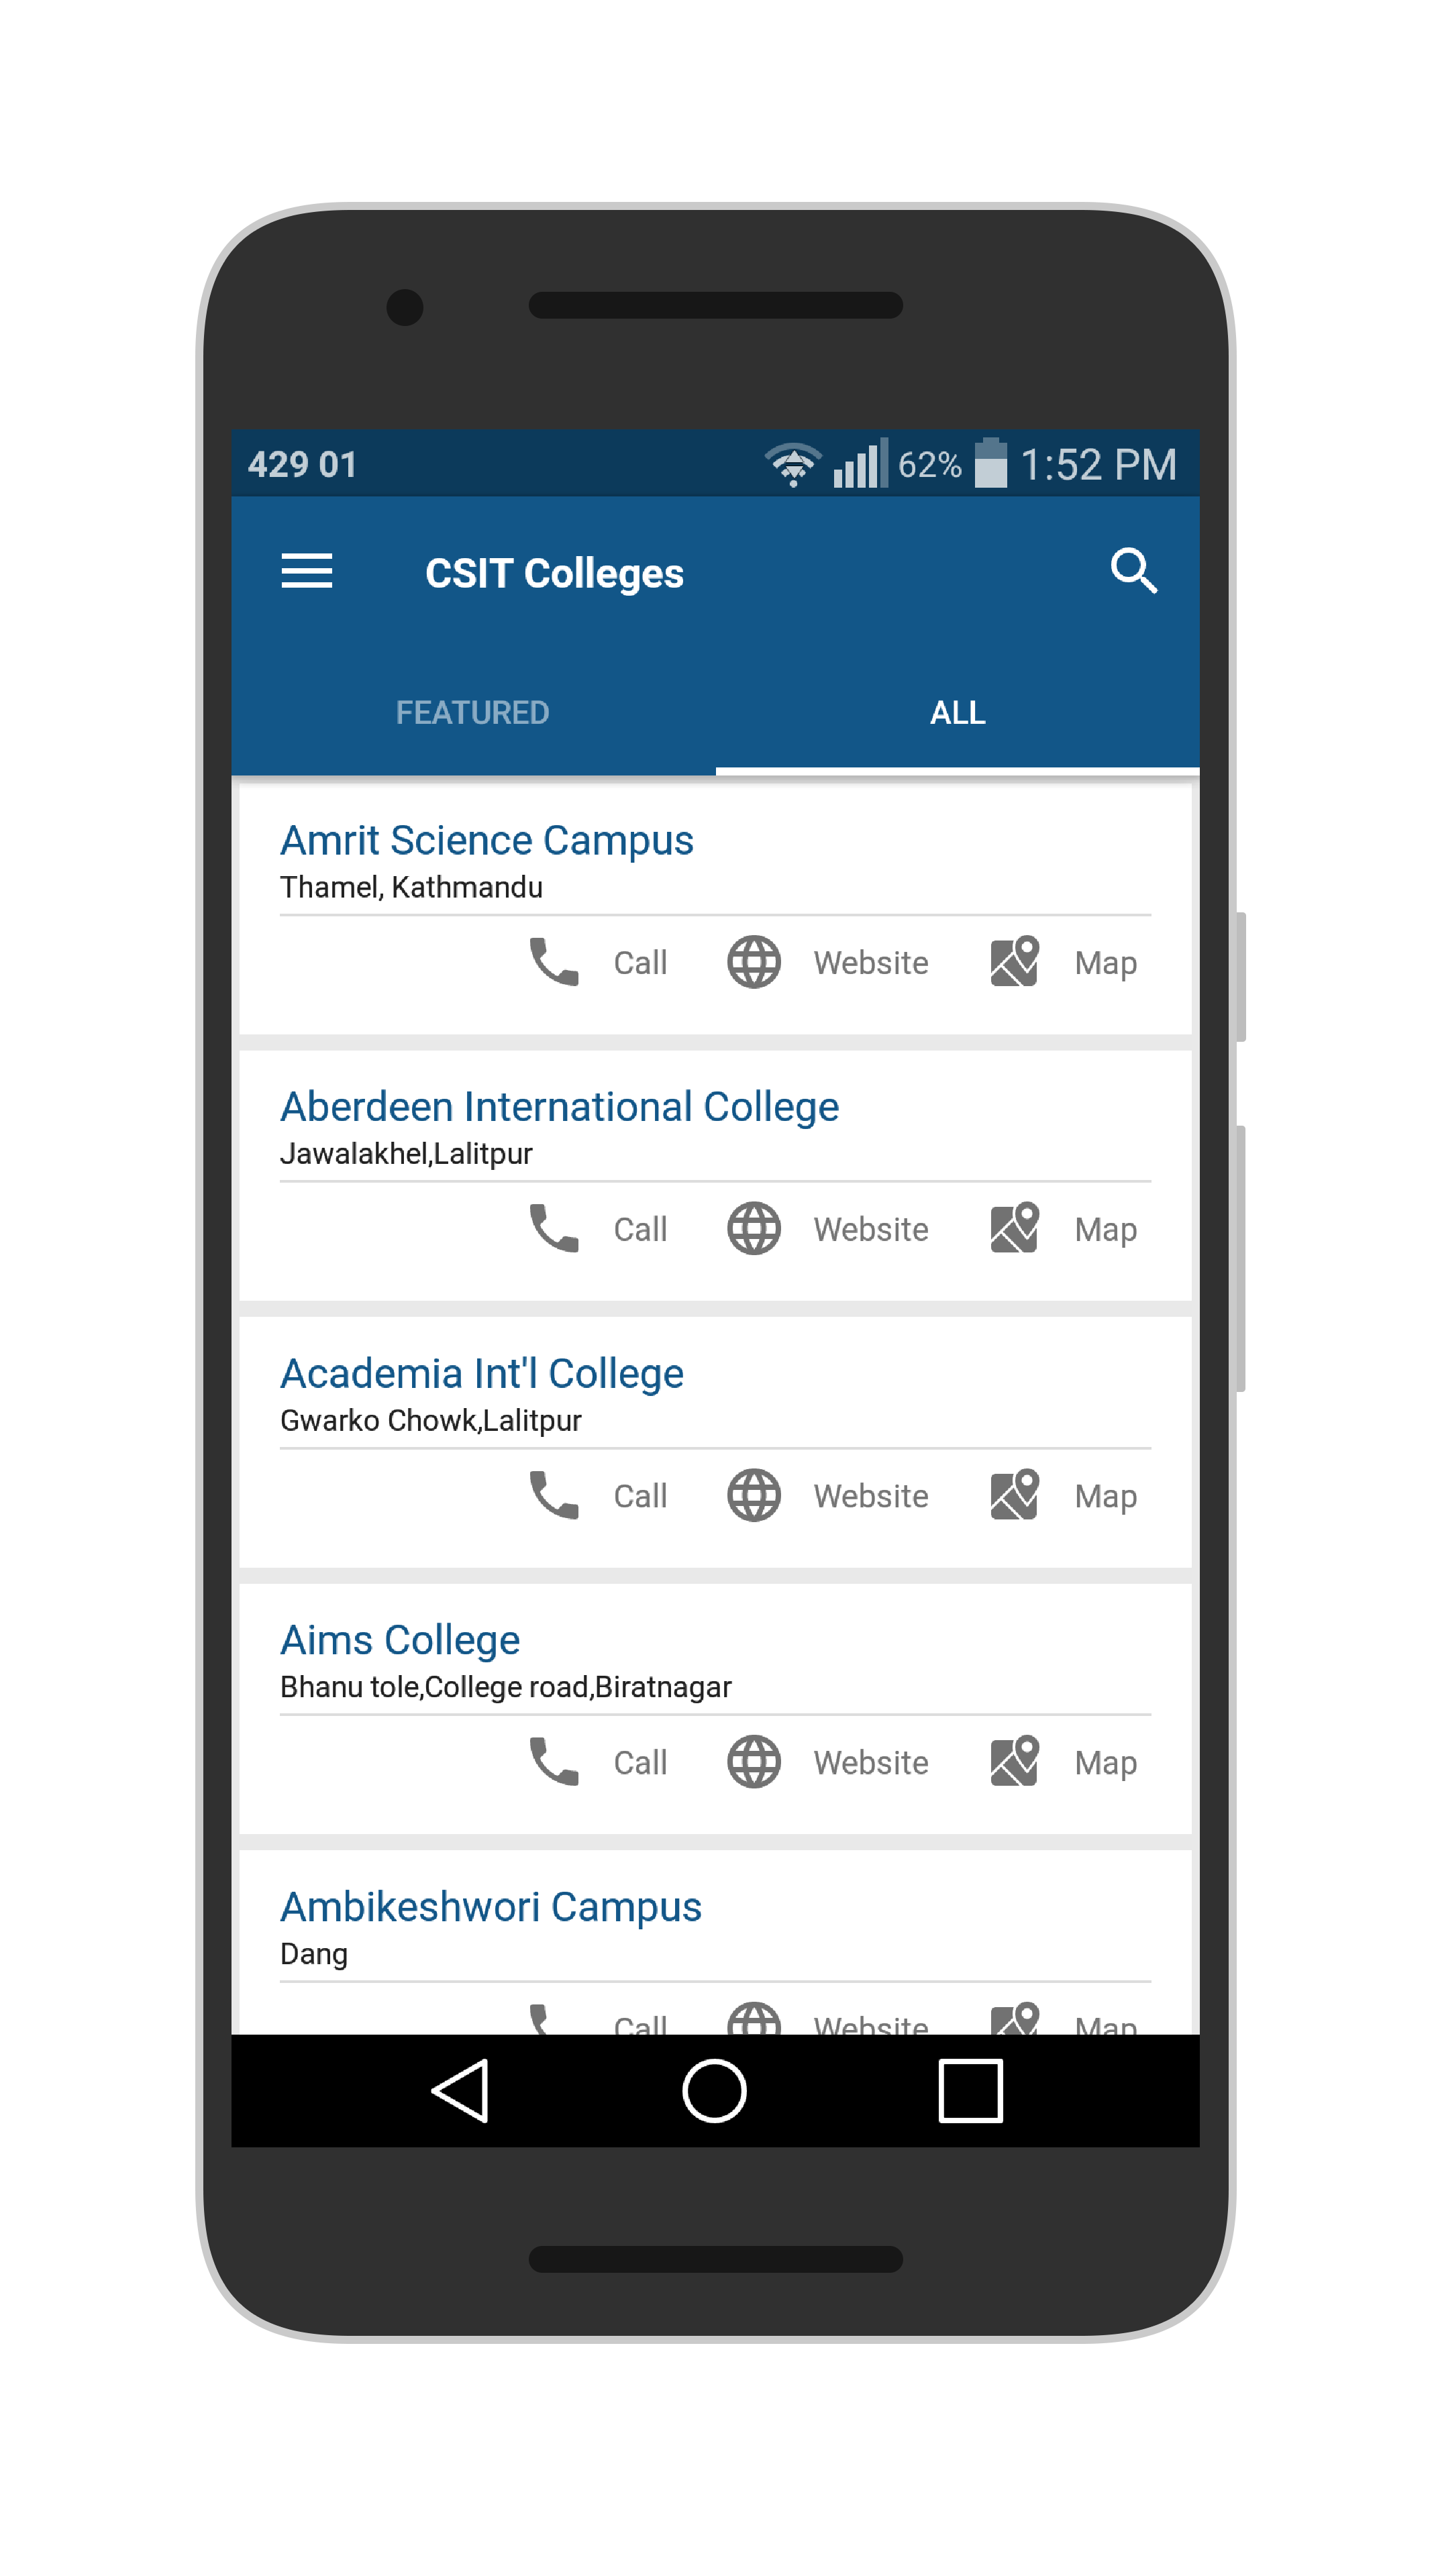 429 01 62% 1:52 PM
CSIT Colleges
FEATURED ALL
Amrit Science Campus
Thamel, Kathmandu
Call Website Map
Aberdeen International College
Jawalakhel,Lalitpur
Call Website Map
Academia Int'l College
Gwarko Chowk,Lalitpur
Call Website Map
Aims College
Bhanu tole,College road,Biratnagar
Call Website Map
Ambikeshwori Campus
Dang
Call Website Map